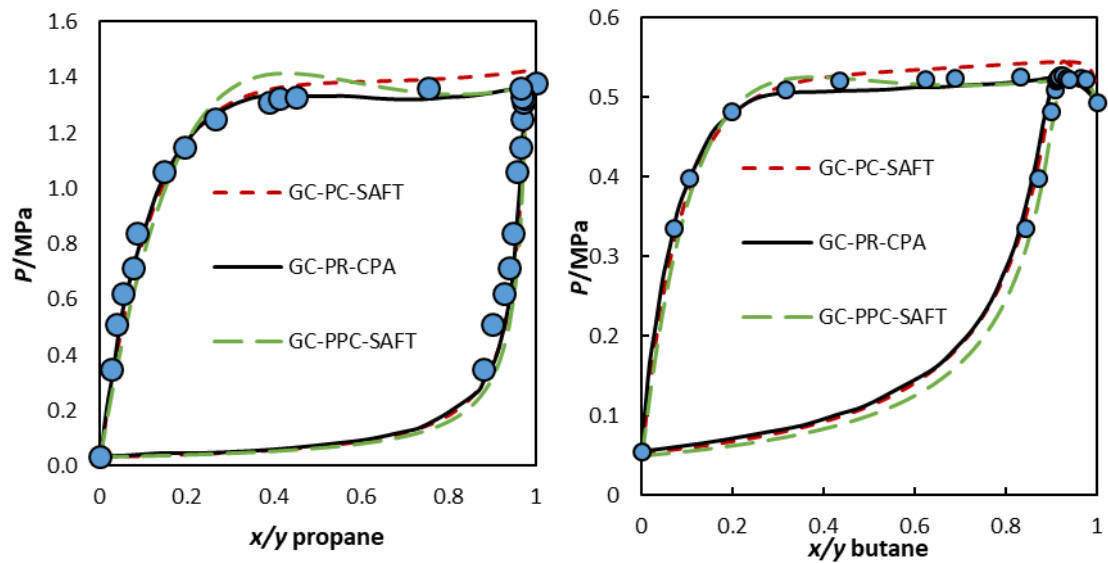 1.6
1.4
1.2
1.0
0.8
0.6
0.4
0.2
0.0
P/MPa
GC-PC-SAFT
GC-PR-CPA
GC-PPC-SAFT
0 0.2 0.4 0.6 0.8 1
x/y propane
0.6
0.5
0.4
0.3
0.2
0.1
0
P/MPa
GC-PC-SAFT
GC-PR-CPA
GC-PPC-SAFT
0 0.2 0.4 0.6 0.8 1
x/y butane